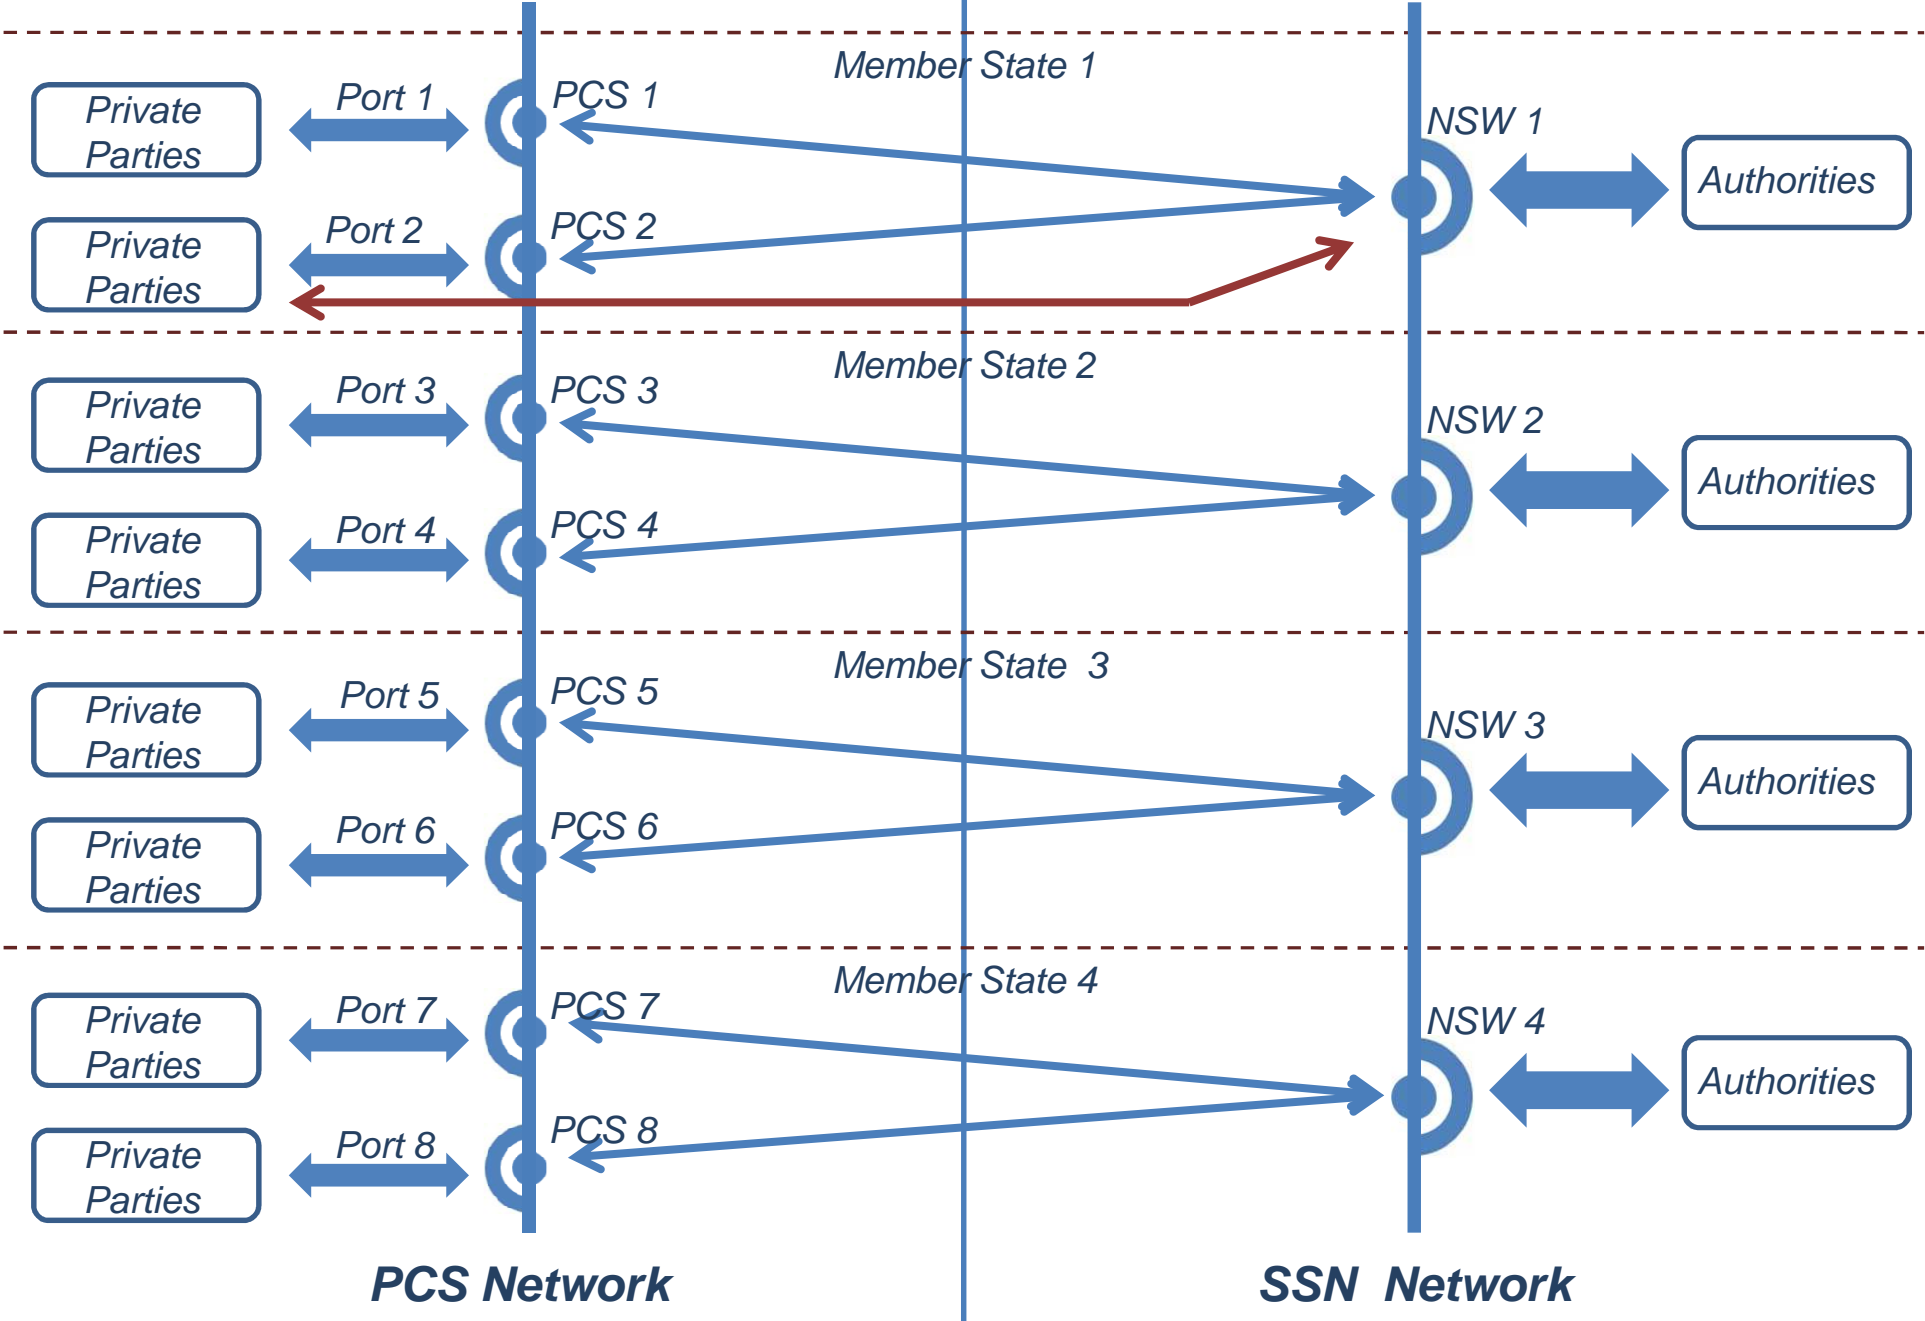 Member State 1
Private
Parties
Port 1
PCS 1
NSW 1
Authorities
Private
Parties
Port 2
PCS 2
Member State 2
Private
Parties
Port 3
PCS 3
NSW 2
Authorities
Private
Parties
Port 4
PCS 4
Member State 3
Private
Parties
Port 5
PCS 5
NSW 3
Authorities
Private
Parties
Port 6
PCS 6
Member State 4
Private
Parties
Port 7
PCS 7
NSW 4
Authorities
Private
Parties
Port 8
PCS 8
PCS Network
SSN Network